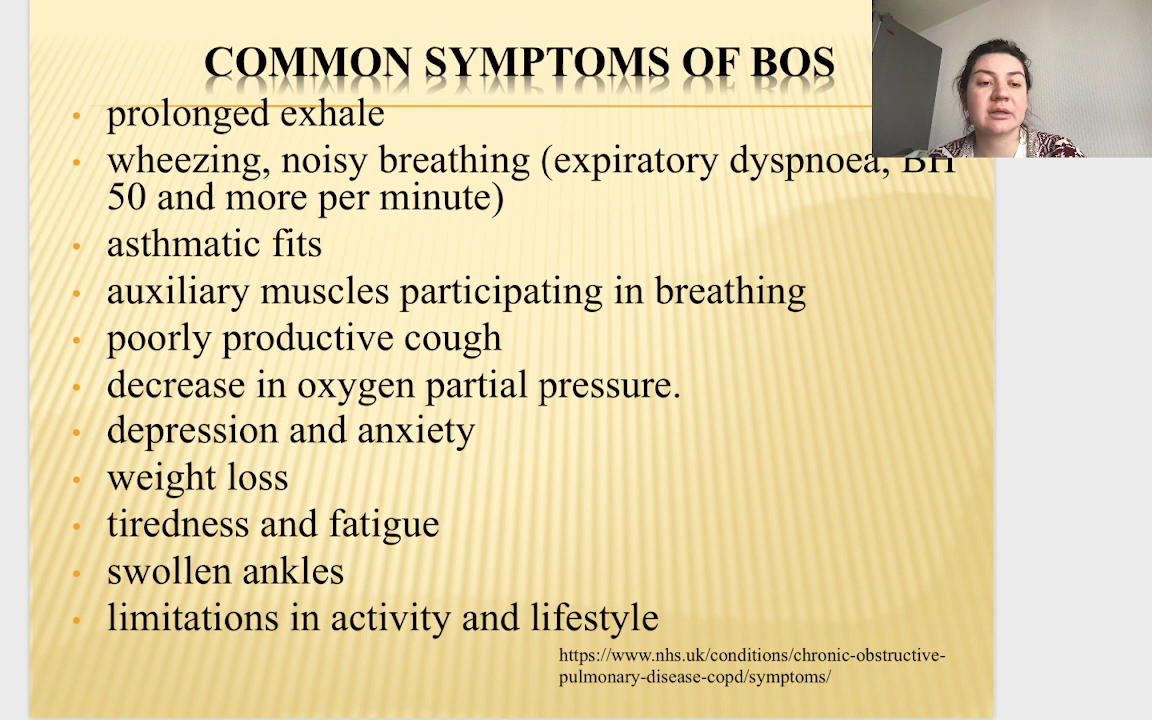 COMMON SYMPTOMS OF BOS
• prolonged exhale
• wheezing, noisy breathing (expiratory dyspnoea, BH
50 and more per minute)
• asthmatic fits
• auxiliary muscles participating in breathing
• poorly productive cough
• decrease in oxygen partial pressure.
• depression and anxiety
• weight loss
• tiredness and fatigue
• swollen ankles
• limitations in activity and lifestyle
https://www.nhs.uk/conditions/chronic-obstructive-
pulmonary-disease-copd/symptoms/